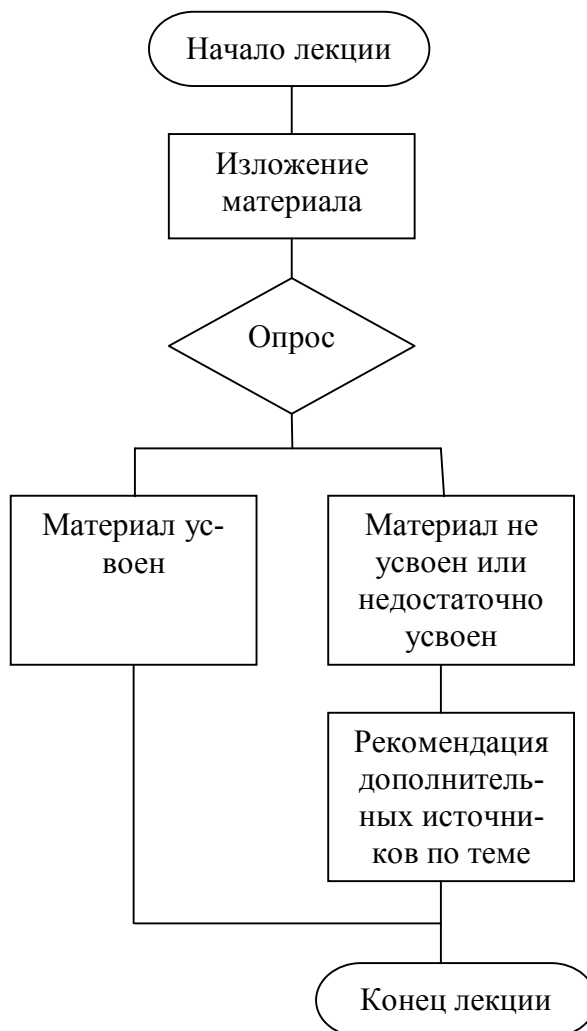 Начало лекции
Изложение
материала
Опрос
Материал ус-
воен
Материал не
усвоен или
недостаточно
усвоен
Рекомендация
дополнитель-
ных источни-
ков по теме
Конец лекции